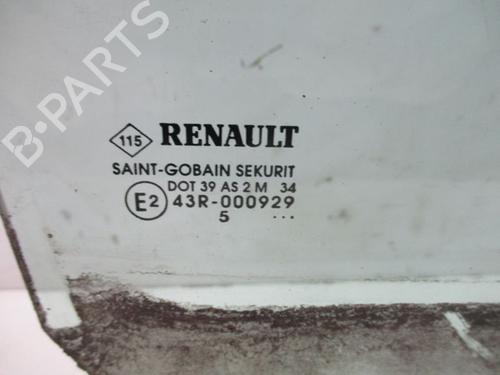 B-PARTS
115 RENAULT
SAINT-GOBAIN SEKURIT
DOT 39 AS 2 M 34
E2 43R-000929
5 ...